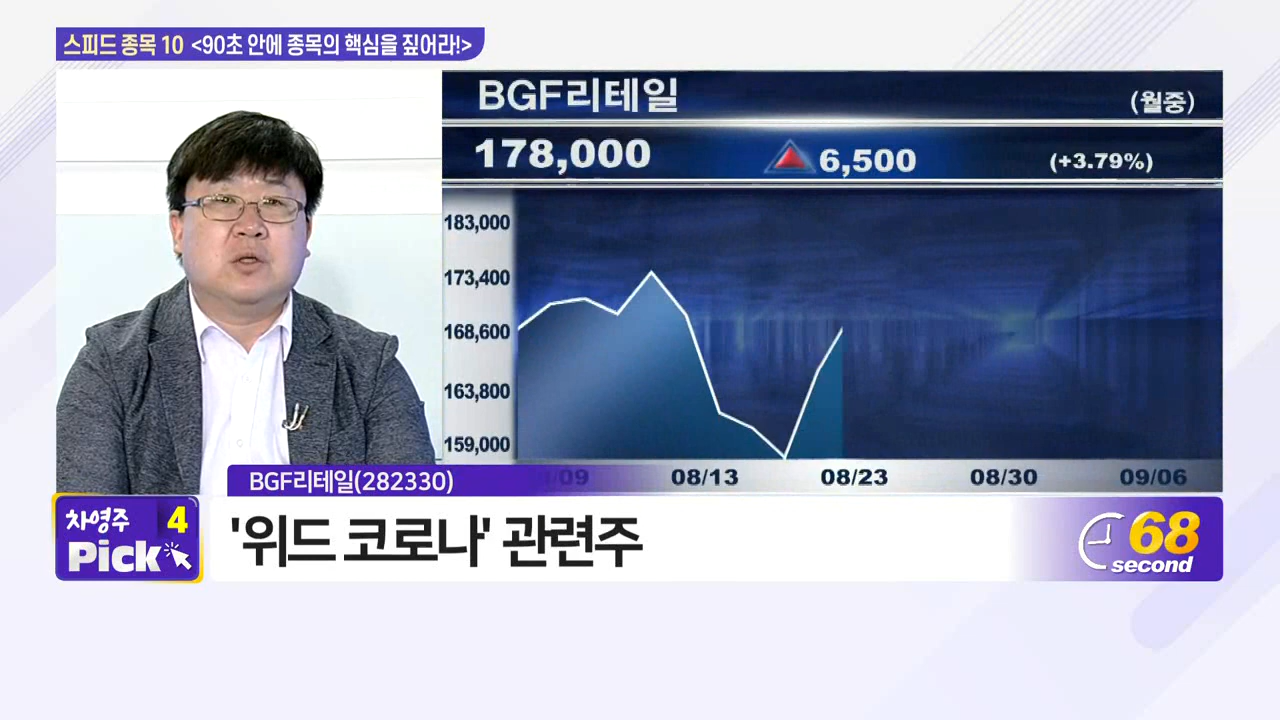 스피드 종목 10 <90초 안에 종목의 핵심을 짚어라!>
BGF리테일
(월중)
178,000 6,500 (+3.79%)
183,000
173,400
168,600
163,800
159,000
08/13 08/23 08/30 09/06
BGF리테일(282330)
차영주 4
Pick
'위드 코로나' 관련주
68
second